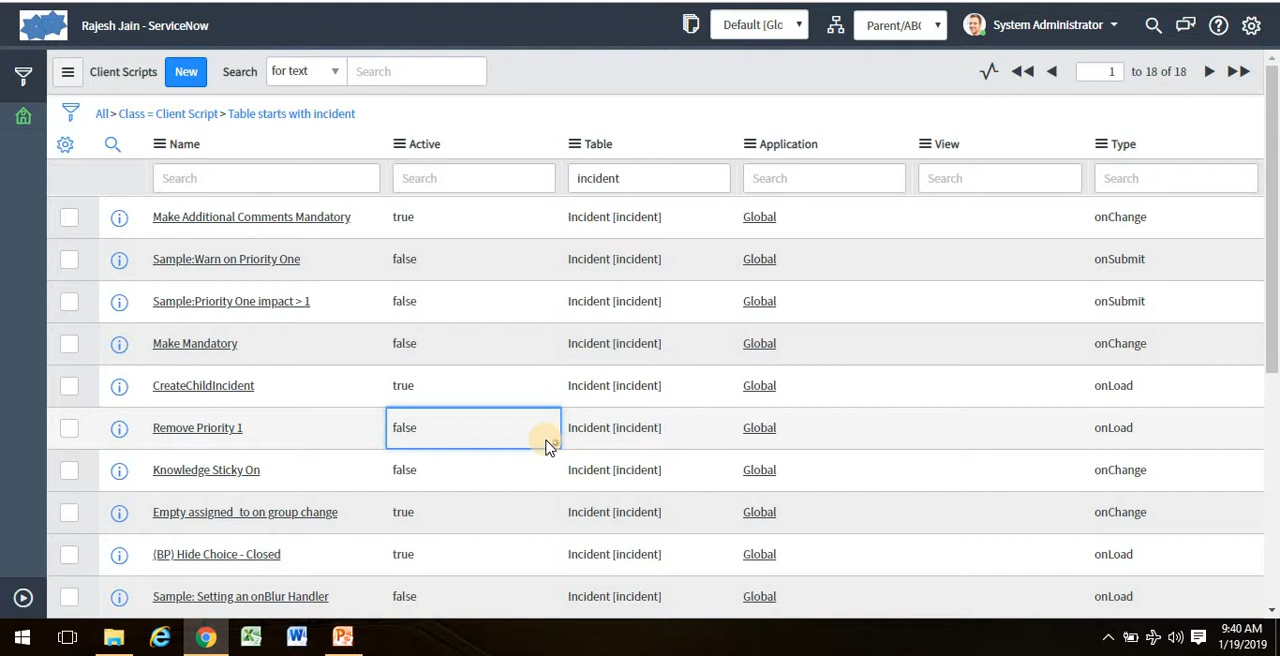 Rajesh Jain - ServiceNow
Default [Glo
Parent/ABC
System Administrator
Client Scripts New Search for text Search 1 to 18 of 18
All > Class = Client Script > Table starts with incident
Name Active Table Application View Type
Search Search incident Search Search Search
Make Additional Comments Mandatory true Incident [incident] Global onChange
Sample:Warn on Priority One false Incident [incident] Global onSubmit
Sample:Priority One impact > 1 false Incident [incident] Global onSubmit
Make Mandatory false Incident [incident] Global onChange
CreateChildIncident true Incident [incident] Global onLoad
Remove Priority 1 false Incident [incident] Global onLoad
Knowledge Sticky On false Incident [incident] Global onChange
Empty assigned_to on group change true Incident [incident] Global onChange
(BP) Hide Choice - Closed true Incident [incident] Global onLoad
Sample: Setting an onBlur Handler false Incident [incident] Global onLoad
9:40 AM
1/19/2019